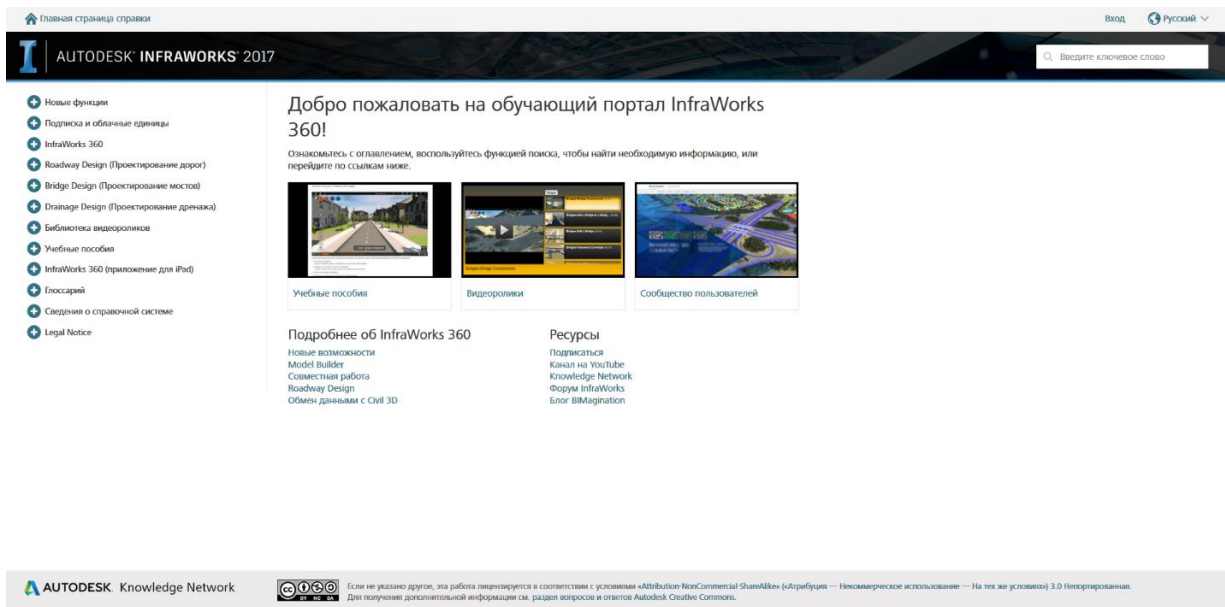 Главная страница справки
Вход
Русский
AUTODESK® INFRAWORKS® 2017
Введите ключевое слово
Новые функции
Подписка и облачные единицы
InfraWorks 360
Roadway Design (Проектирование дорог)
Bridge Design (Проектирование мостов)
Drainage Design (Проектирование дренажа)
Библиотека видеороликов
Учебные пособия
InfraWorks 360 (приложение для iPad)
Глоссарий
Сведения о справочной системе
Legal Notice
Добро пожаловать на обучающий портал InfraWorks
360!
Ознакомьтесь с оглавлением, воспользуйтесь функцией поиска, чтобы найти необходимую информацию, или
перейдите по ссылкам ниже.
Учебные пособия
Видеоролики
Сообщество пользователей
Подробнее об InfraWorks 360
Новые возможности
Model Builder
Совместная работа
Roadway Design
Обмен данными с Civil 3D
Ресурсы
Подписаться
Канал на YouTube
Knowledge Network
Форум InfraWorks
Блог BIMagination
AUTODESK. Knowledge Network
CC BY NC SA
Если не указано другое, эта работа лицензируется в соответствии с условиями «Attribution-NonCommercial-ShareAlike» («Атрибуция — Некоммерческое использование — На тех же условиях») 3.0 Непортированная.
Для получения дополнительной информации см. раздел вопросов и ответов Autodesk Creative Commons.